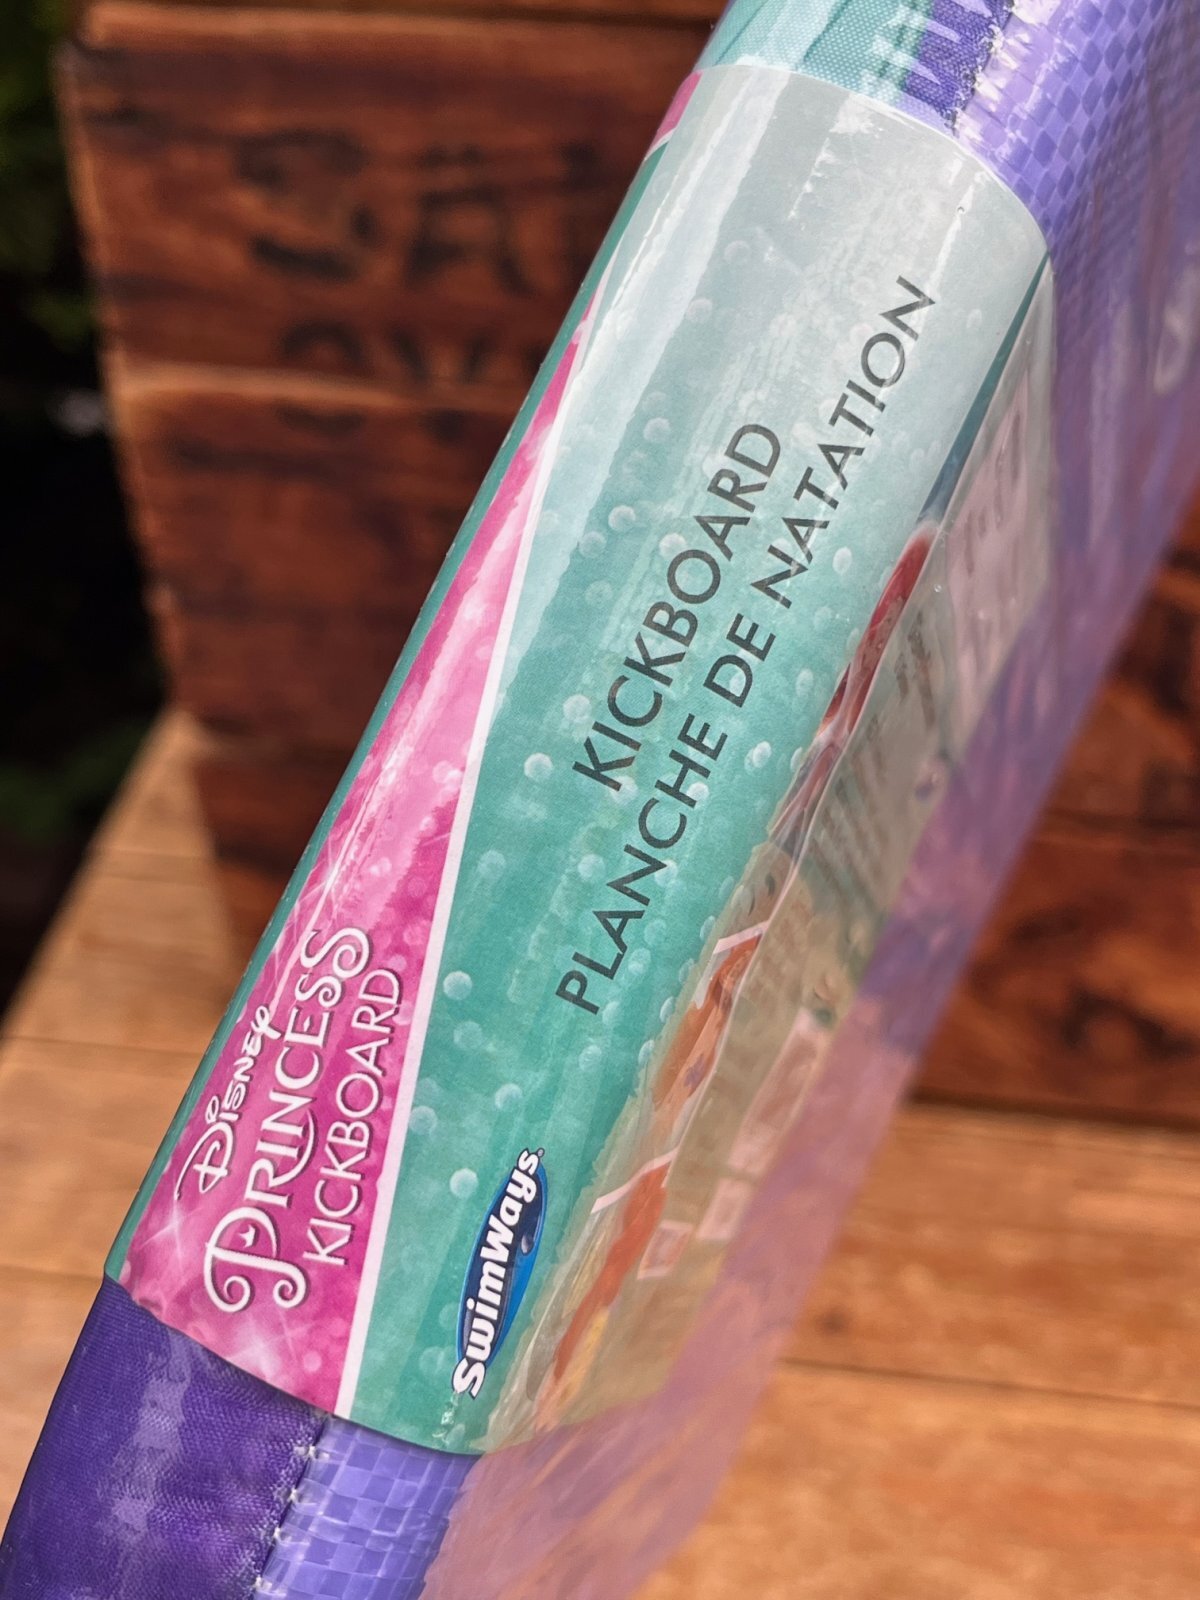 Disney
PRINCESS
KICKBOARD
KICKBOARD
PLANCHE DE NATATION
SwimWays